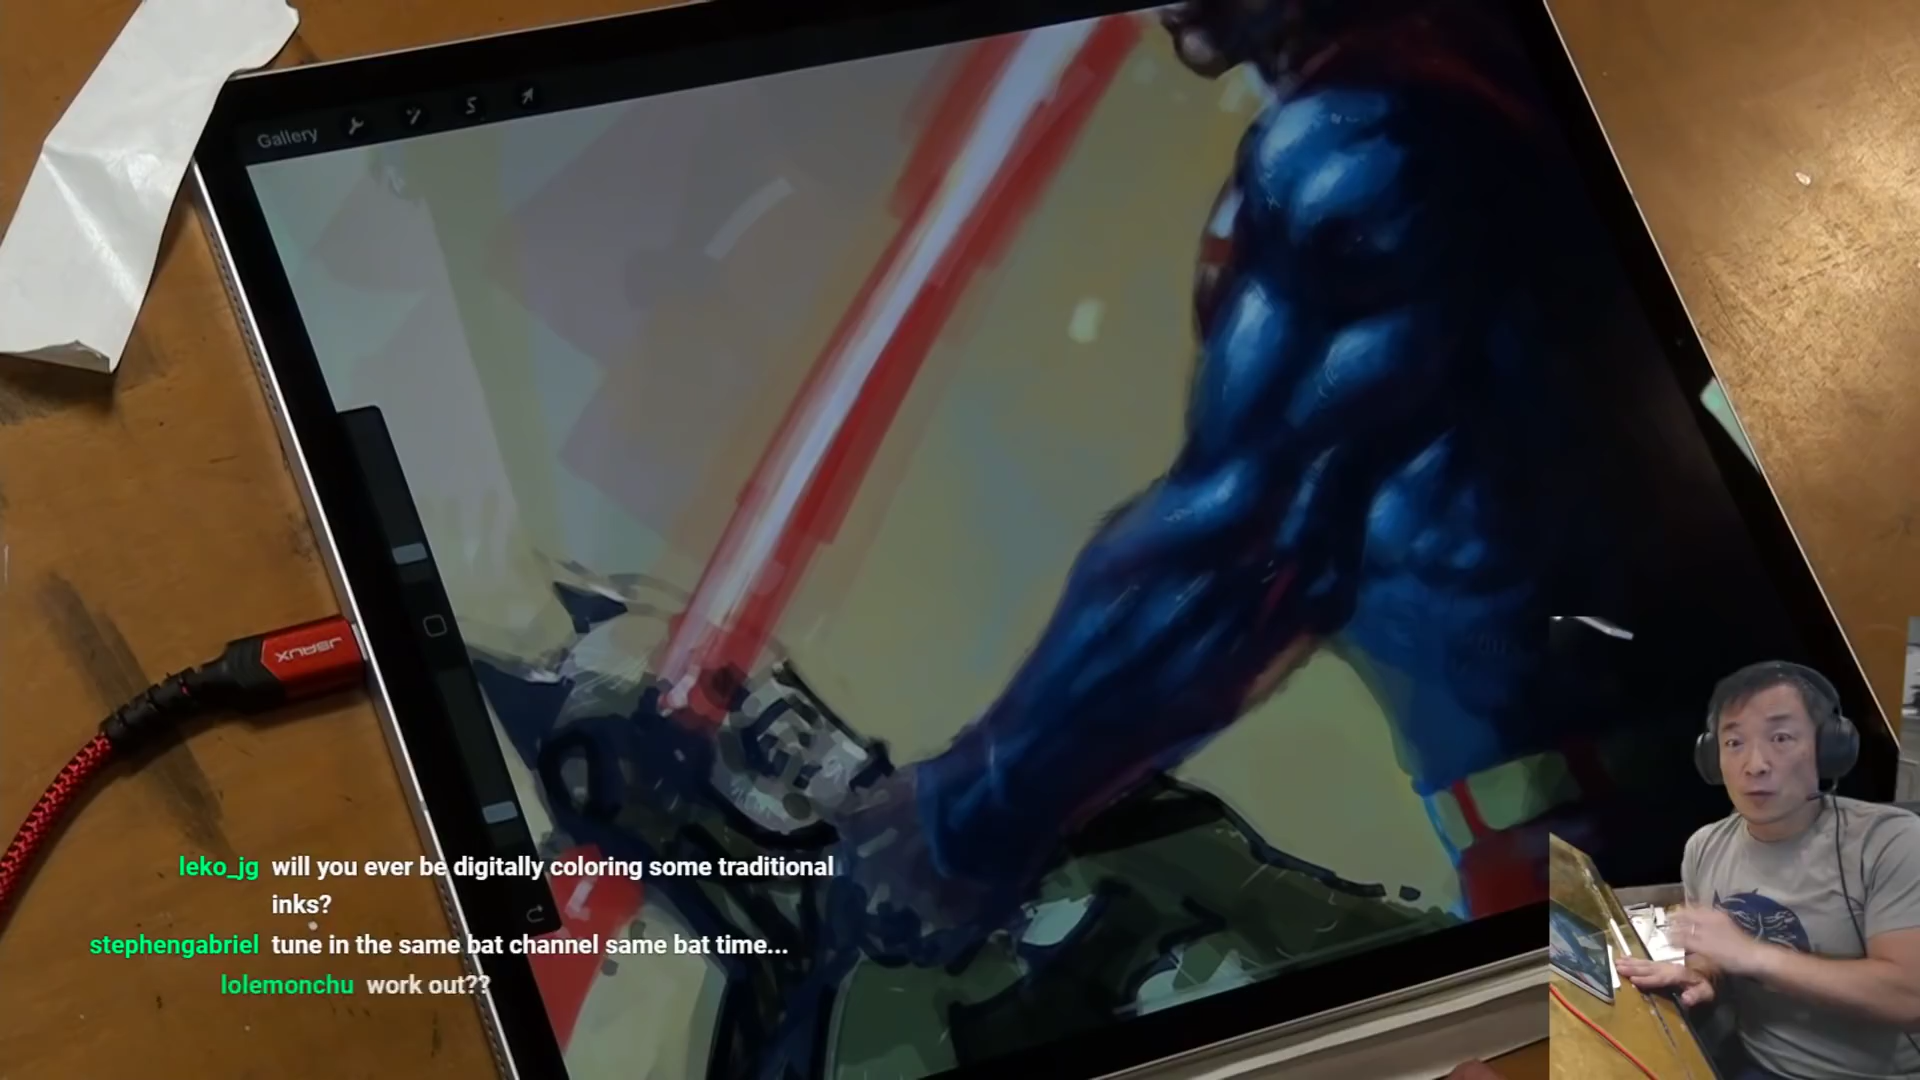 Gallery
JSAUX
leko_jg will you ever be digitally coloring some traditional
inks?
stephengabriel tune in the same bat channel same bat time...
lolemonchu work out??